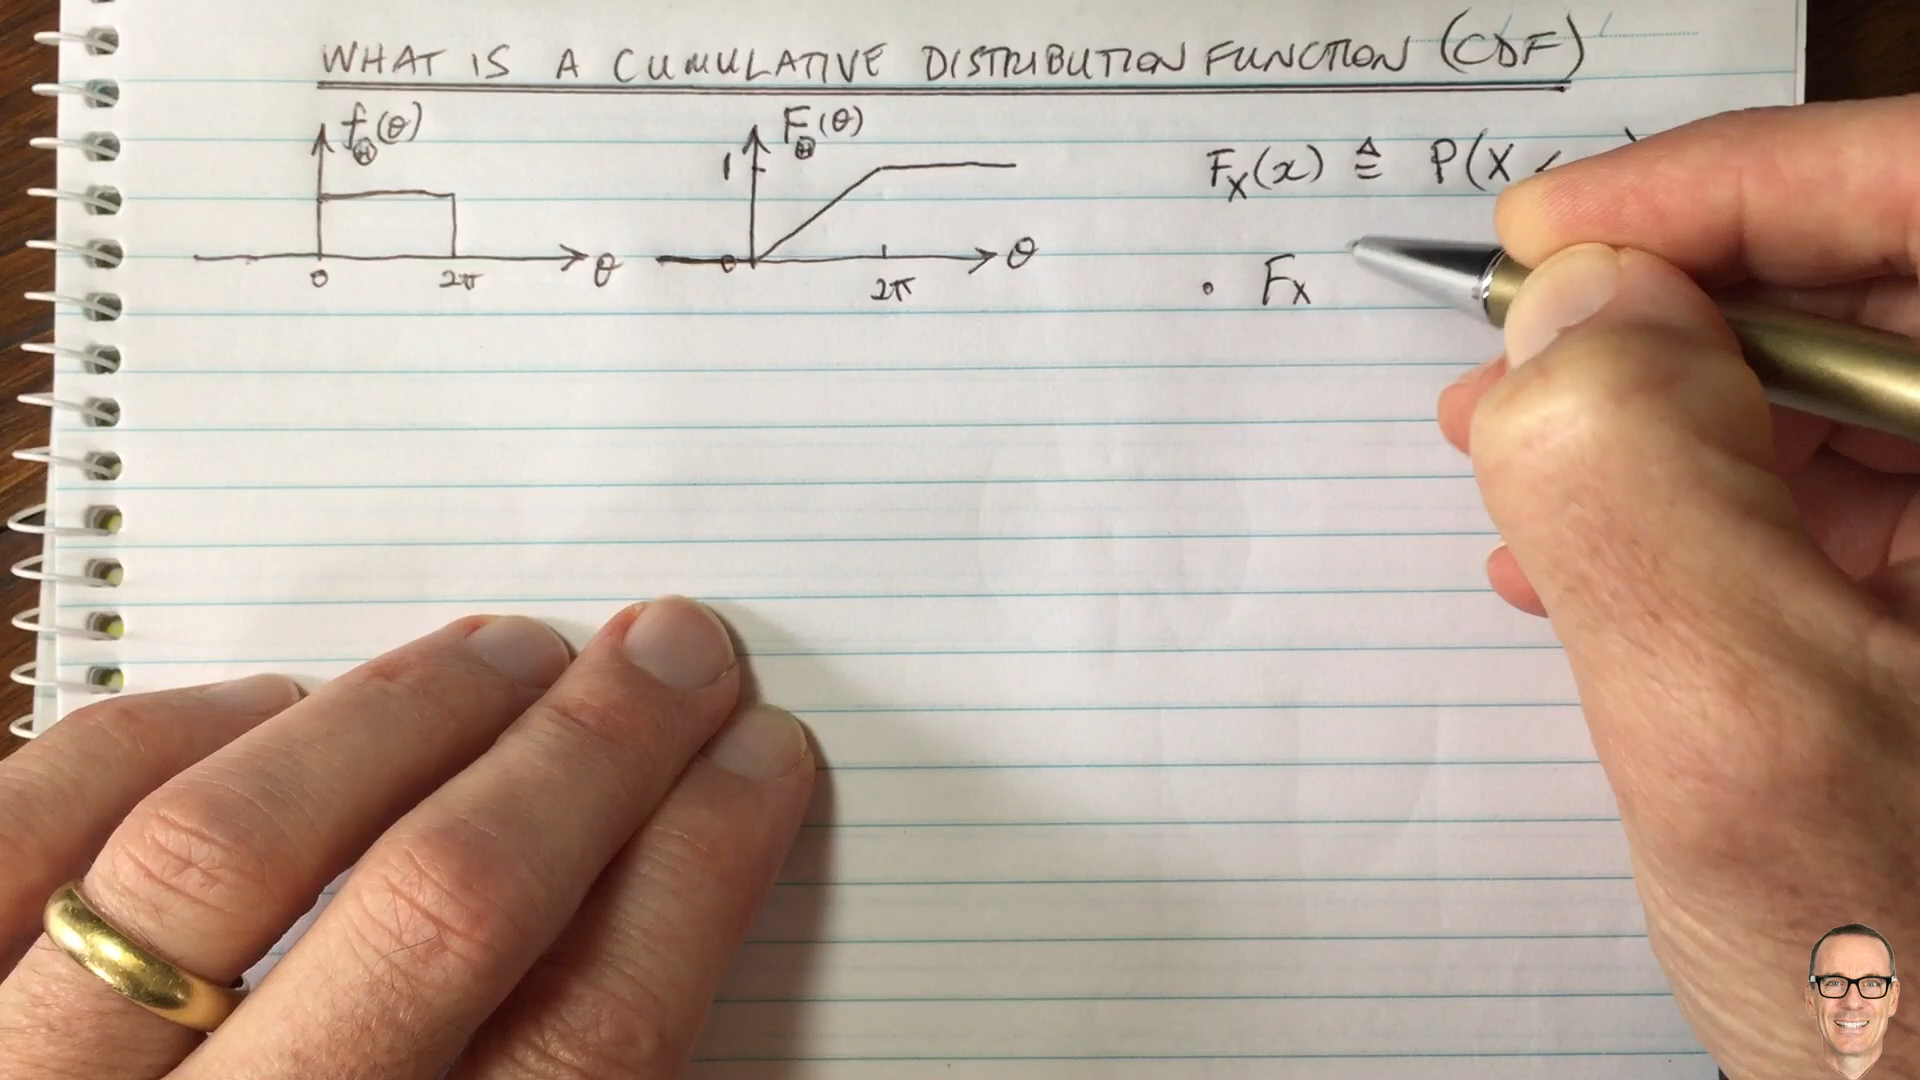 WHAT IS A CUMULATIVE DISTRIBUTION FUNCTION (CDF)
f_Θ(θ)
0 2π θ
F_Θ(θ)
1
0 2π θ
F_X(x) ≜ P(X
• F_X